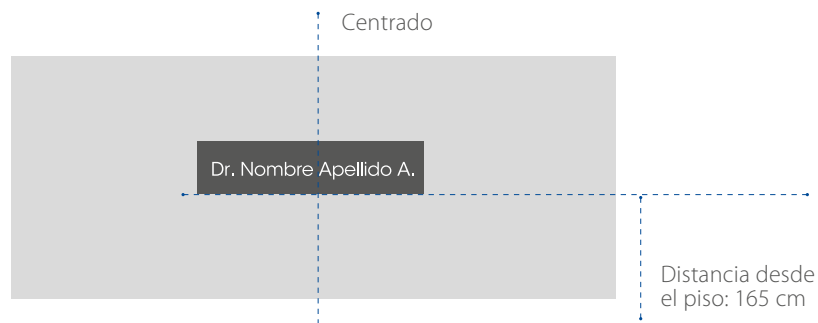 Centrado
Dr. Nombre Apellido A.
Distancia desde
el piso: 165 cm